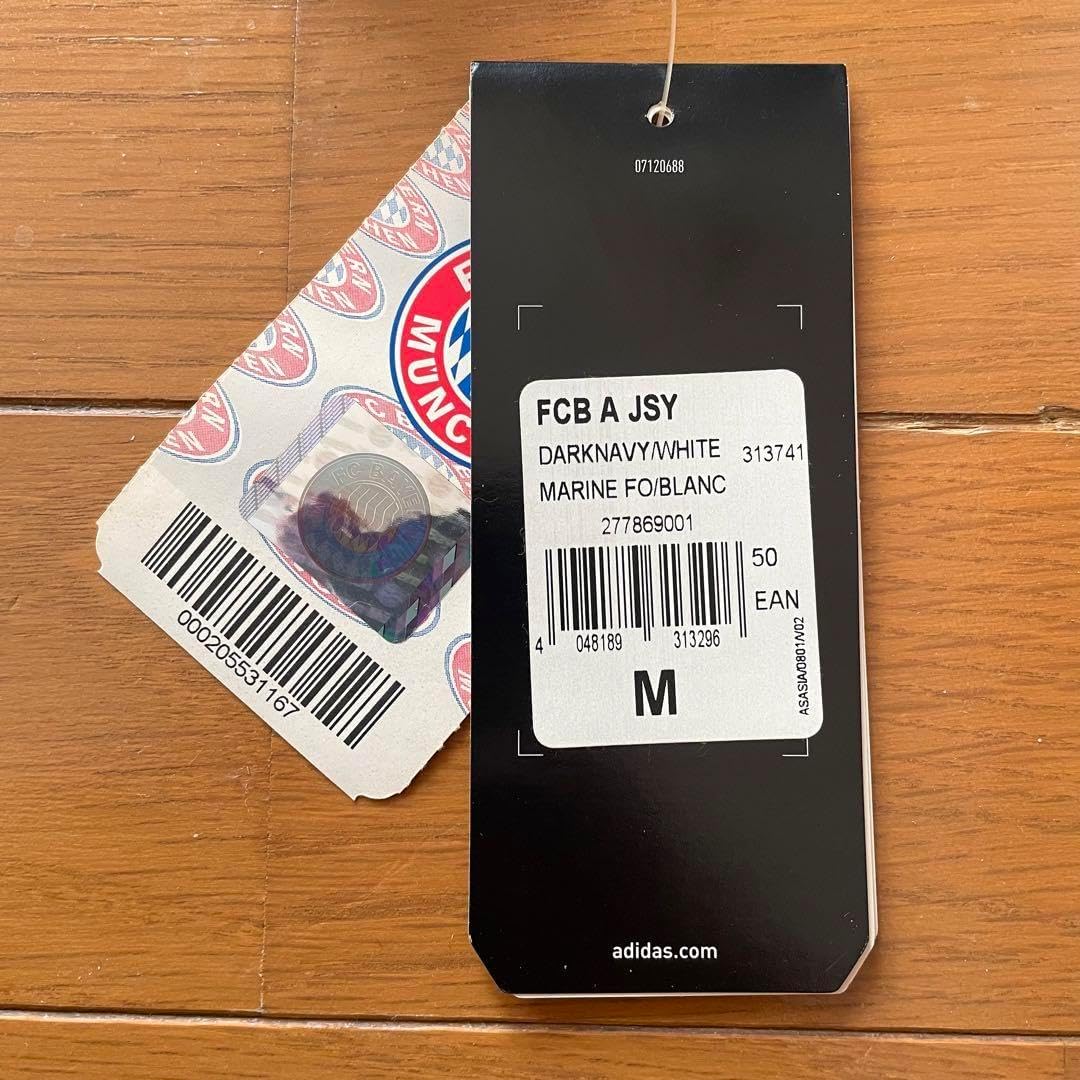 07120688
FCB A JSY
DARKNAVY/WHITE 313741
MARINE FO/BLANC
277869001
50
EAN
4 048189 313296
M
ASASIA/0801/V02
adidas.com
MÜNC
000205531167